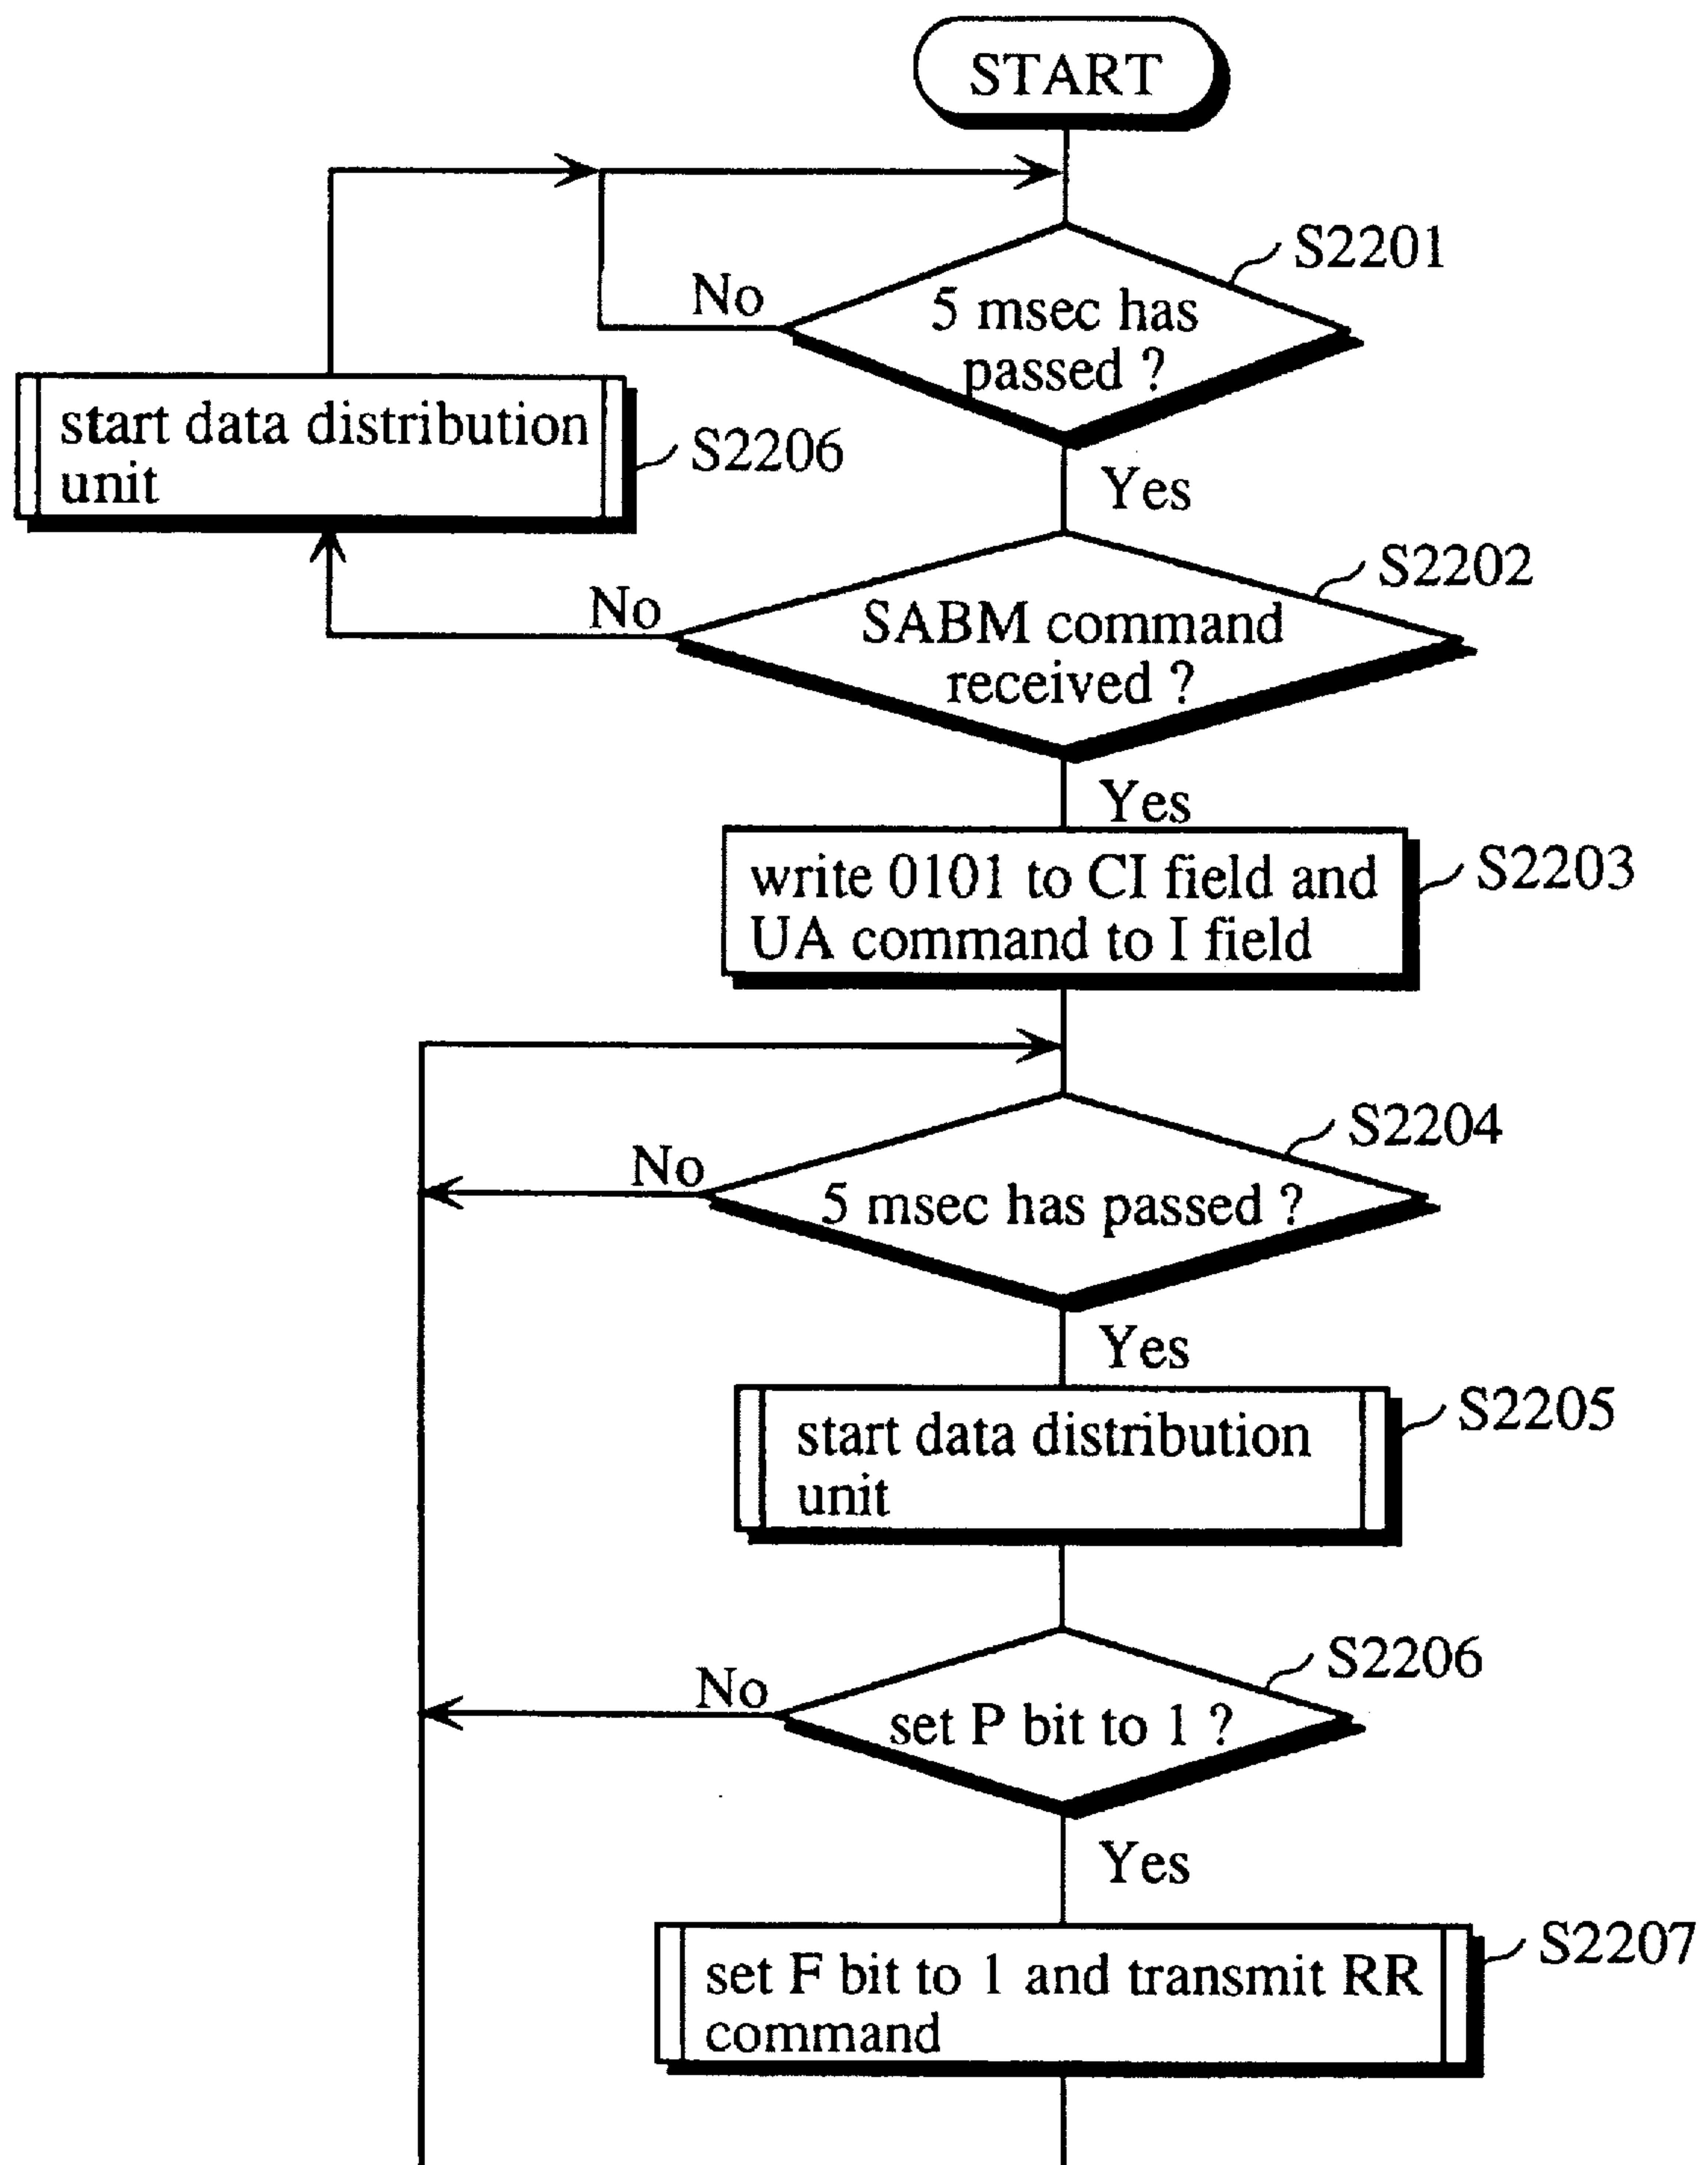 START
S2201
No
5 msec has
passed ?
start data distribution
unit
S2206
Yes
S2202
No
SABM command
received ?
Yes
write 0101 to CI field and
UA command to I field
S2203
S2204
No
5 msec has passed ?
Yes
S2205
start data distribution
unit
S2206
No
set P bit to 1 ?
Yes
S2207
set F bit to 1 and transmit RR
command